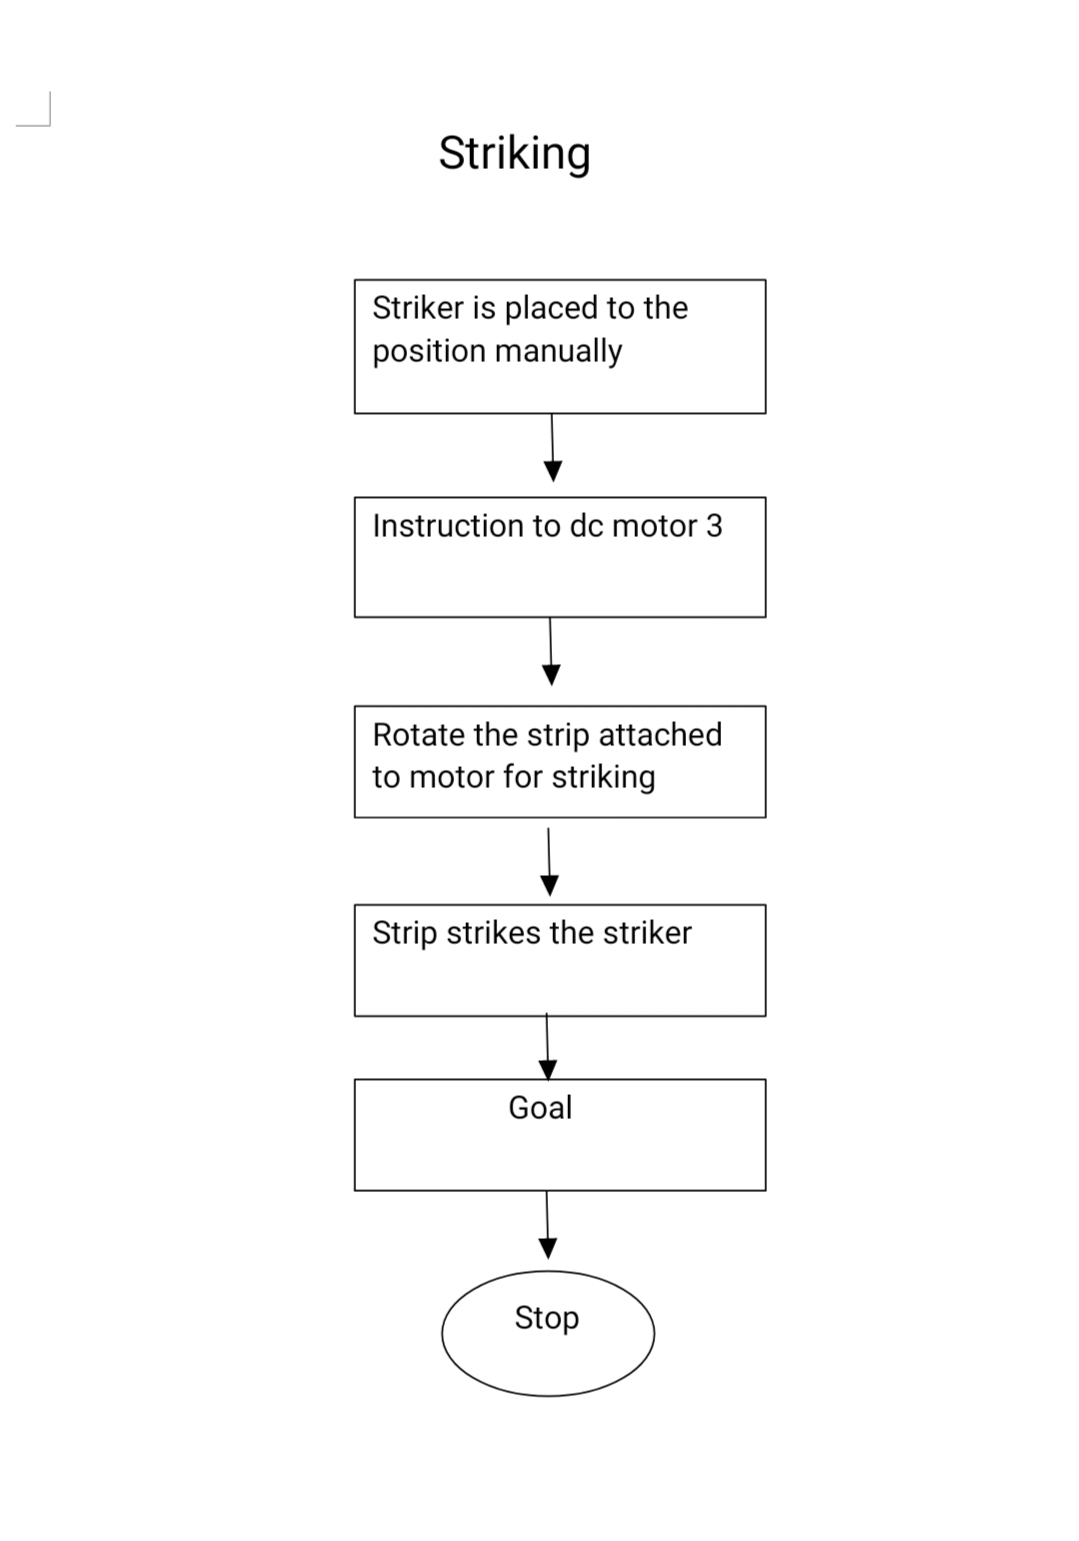 Striking
Striker is placed to the
position manually
Instruction to dc motor 3
Rotate the strip attached
to motor for striking
Strip strikes the striker
Goal
Stop